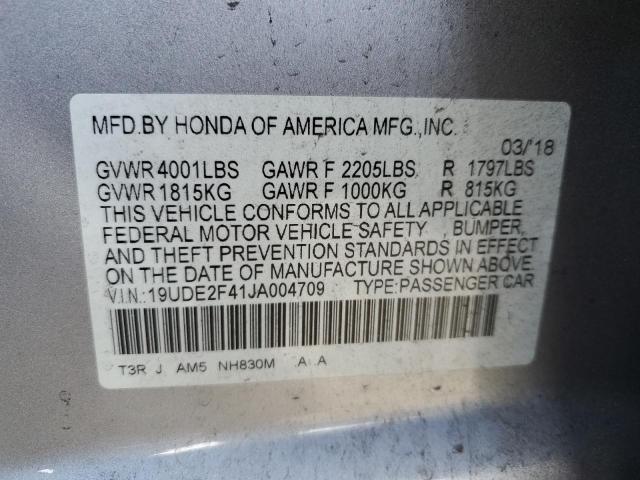 MFD.BY HONDA OF AMERICA MFG.,INC.
03/'18
GVWR 4001LBS GAWR F 2205LBS R 1797LBS
GVWR 1815KG GAWR F 1000KG R 815KG
THIS VEHICLE CONFORMS TO ALL APPLICABLE
FEDERAL MOTOR VEHICLE SAFETY, BUMPER,
AND THEFT PREVENTION STANDARDS IN EFFECT
ON THE DATE OF MANUFACTURE SHOWN ABOVE.
V.I.N.:19UDE2F41JA004709 TYPE:PASSENGER CAR
T3R J AM5 NH830M A A